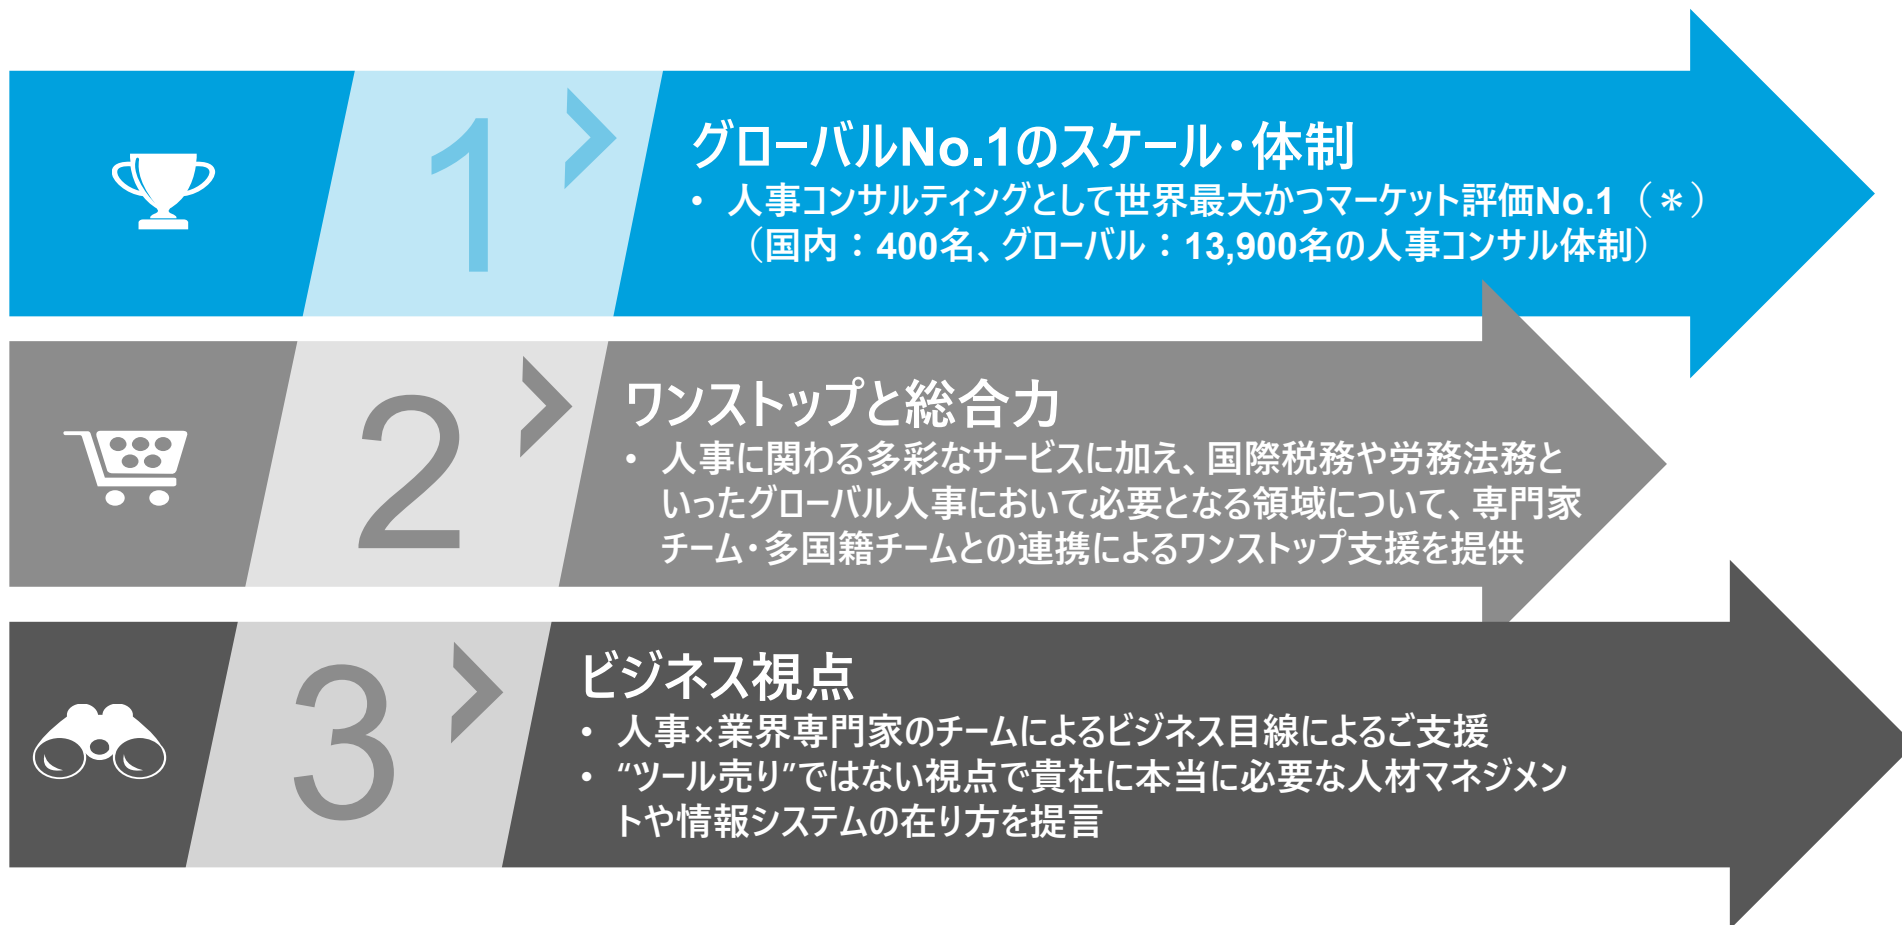 1
グローバルNo.1のスケール・体制
• 人事コンサルティングとして世界最大かつマーケット評価No.1（＊）
（国内：400名、グローバル：13,900名の人事コンサル体制）
2
ワンストップと総合力
• 人事に関わる多彩なサービスに加え、国際税務や労務法務と
いったグローバル人事において必要となる領域について、専門家
チーム・多国籍チームとの連携によるワンストップ支援を提供
3
ビジネス視点
• 人事×業界専門家のチームによるビジネス目線によるご支援
• “ツール売り”ではない視点で貴社に本当に必要な人材マネジメン
トや情報システムの在り方を提言